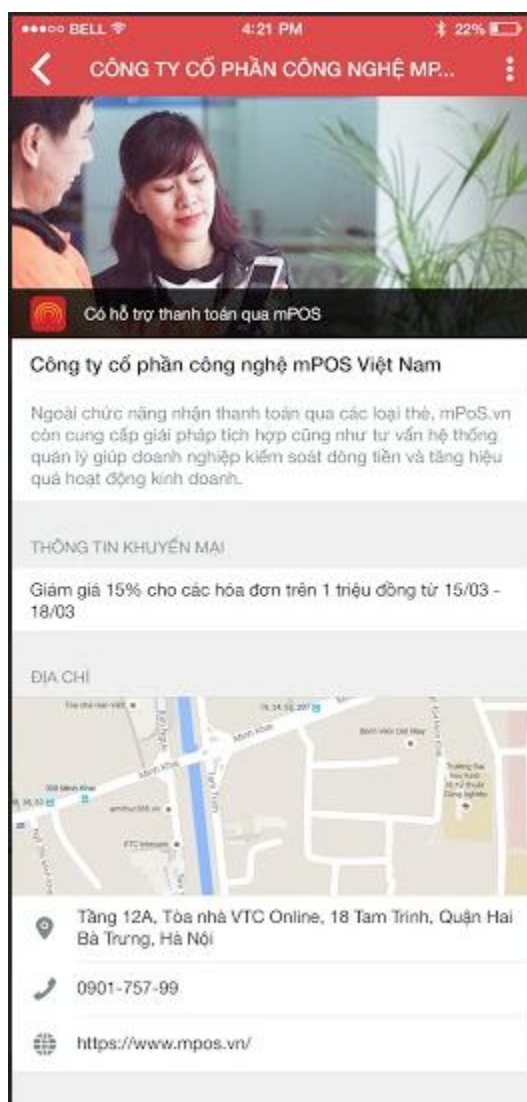 BELL
4:21 PM
22%
CÔNG TY CỔ PHẦN CÔNG NGHỆ MP...
Có hỗ trợ thanh toán qua mPOS
Công ty cổ phần công nghệ mPOS Việt Nam
Ngoài chức năng nhận thanh toán qua các loại thẻ, mPoS.vn
còn cung cấp giải pháp tích hợp cũng như tư vấn hệ thống
quản lý giúp doanh nghiệp kiểm soát dòng tiền và tăng hiệu
quả hoạt động kinh doanh.
THÔNG TIN KHUYẾN MẠI
Giảm giá 15% cho các hóa đơn trên 1 triệu đồng từ 15/03 -
18/03
ĐỊA CHỈ
Minh Khai
Minh Khai
Tam Trinh
Tầng 12A, Tòa nhà VTC Online, 18 Tam Trinh, Quận Hai
Bà Trưng, Hà Nội
0901-757-99
https://www.mpos.vn/